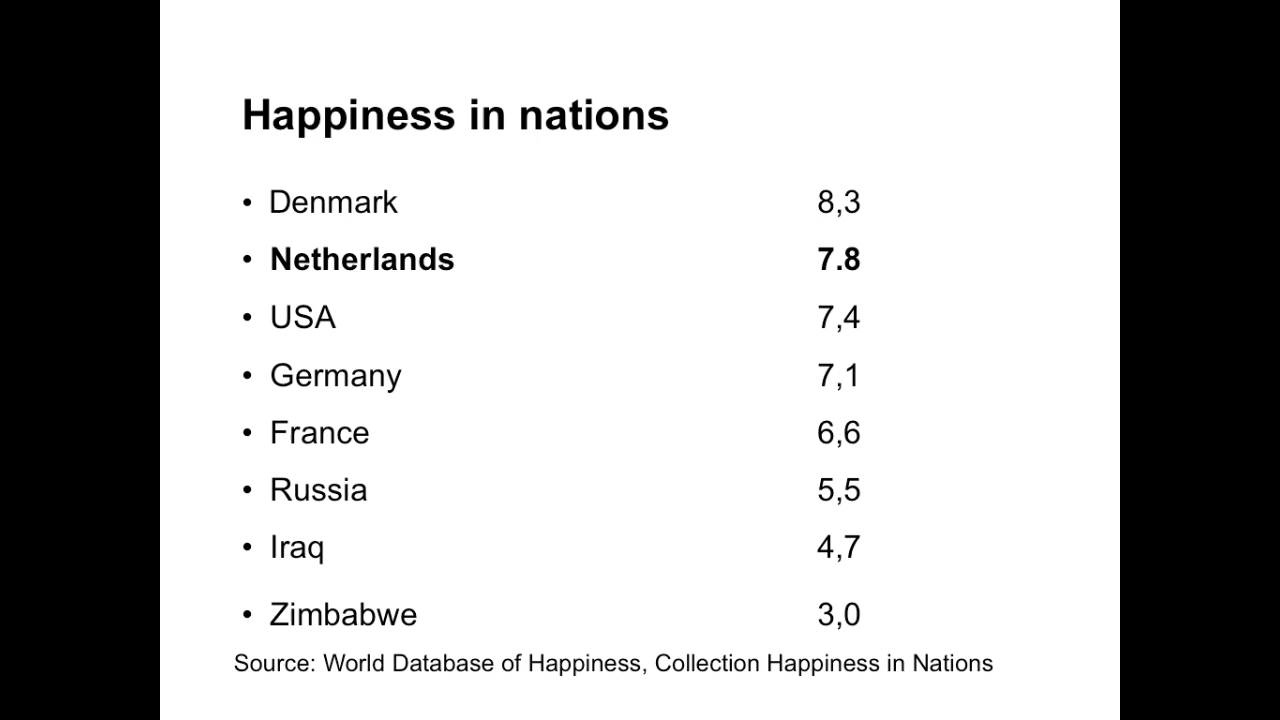 Happiness in nations
• Denmark 8,3
• Netherlands 7.8
• USA 7,4
• Germany 7,1
• France 6,6
• Russia 5,5
• Iraq 4,7
• Zimbabwe 3,0
Source: World Database of Happiness, Collection Happiness in Nations